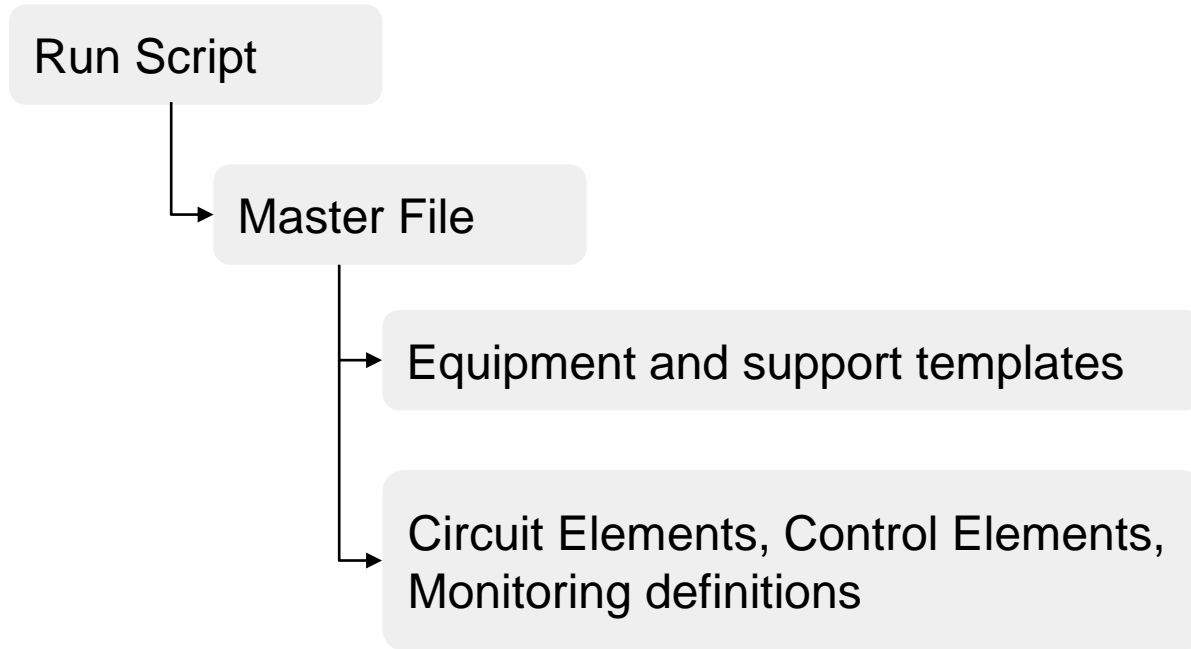 Run Script
Master File
Equipment and support templates
Circuit Elements, Control Elements,
Monitoring definitions